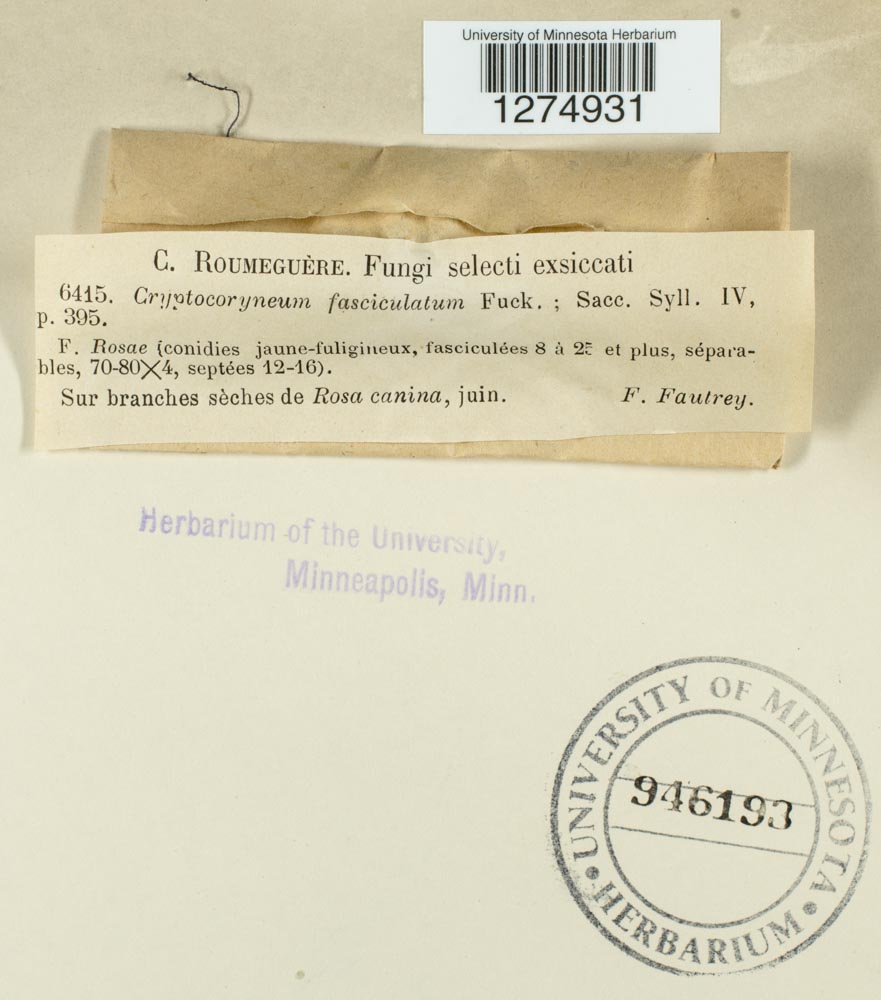 University of Minnesota Herbarium
1274931
C. ROUMEGUÈRE. Fungi selecti exsiccati
6415. Cryptocoryneum fasciculatum Fuck. ; Sacc. Syll. IV,
p. 395.
F. Rosae (conidies jaune-fuligineux, fasciculées 8 à 25 et plus, sépara-
bles, 70-80×4, septées 12-16).
Sur branches sèches de Rosa canina, juin. F. Fautrey.
Herbarium of the University,
Minneapolis, Minn.
UNIVERSITY OF MINNESOTA
946193
HERBARIUM